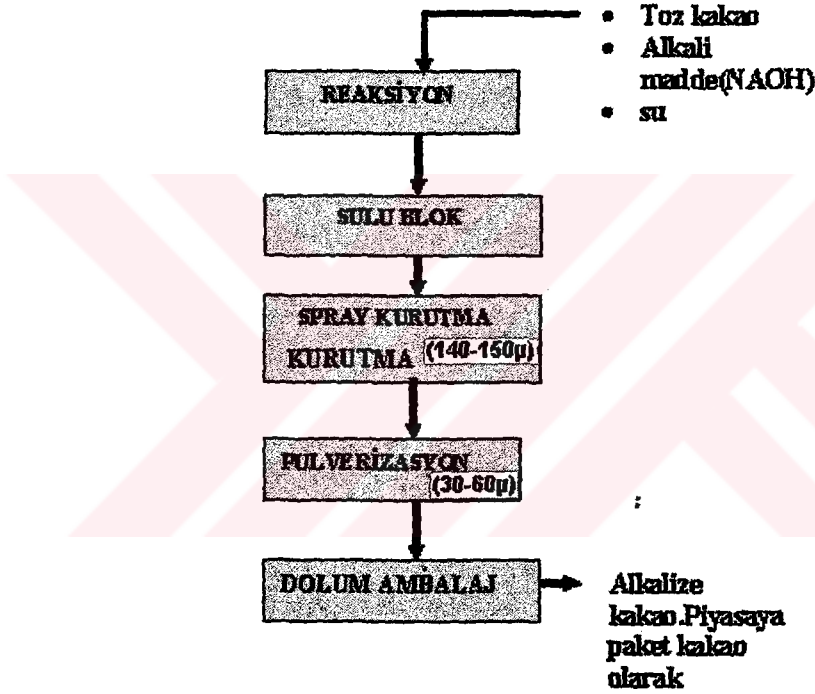 • Toz kakao
• Alkali
madde(NAOH)
• su
REAKSİYON
SULU BLOK
SPRAY KURUTMA
KURUTMA (140-150µ)
PULVERİZASYON
(30-60µ)
DOLUM AMBALAJ
Alkalize
kakao.Piyasaya
paket kakao
olarak